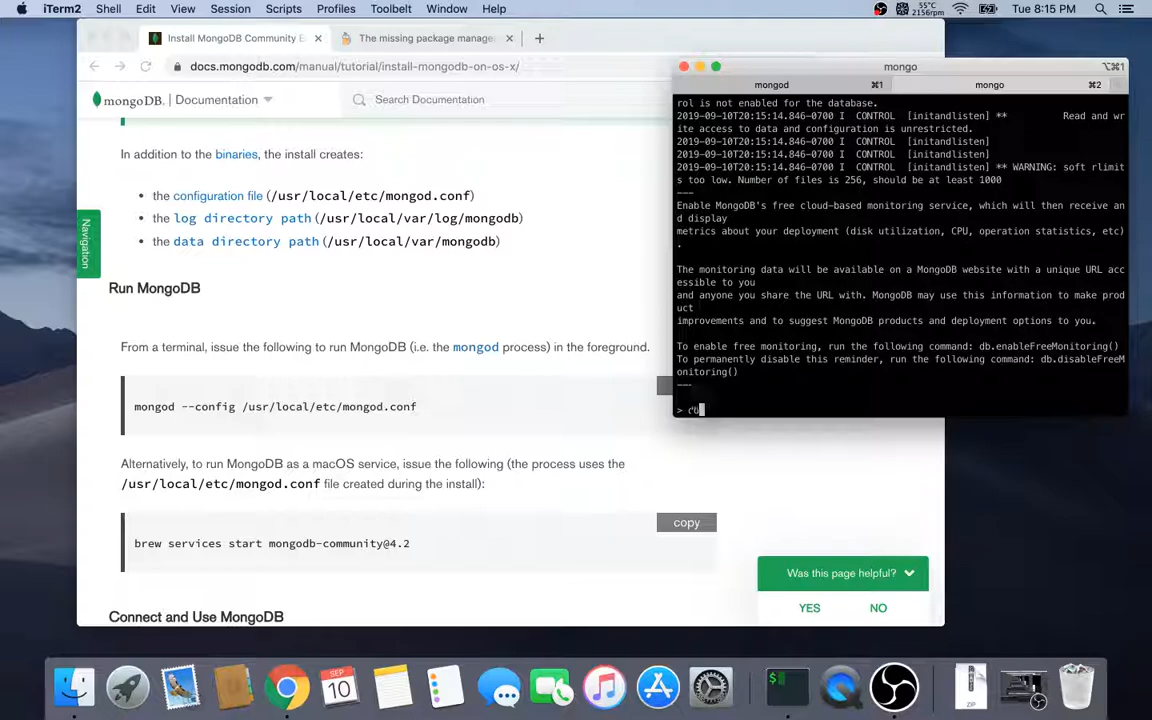 iTerm2 Shell Edit View Session Scripts Profiles Toolbelt Window Help
55°C
2156rpm
Tue 8:15 PM
Install MongoDB Community E
The missing package manage
docs.mongodb.com/manual/tutorial/install-mongodb-on-os-x/
mongoDB. Documentation
Search Documentation
In addition to the binaries, the install creates:
• the configuration file (/usr/local/etc/mongod.conf)
• the log directory path (/usr/local/var/log/mongodb)
• the data directory path (/usr/local/var/mongodb)
Navigation
Run MongoDB
From a terminal, issue the following to run MongoDB (i.e. the mongod process) in the foreground.
mongod --config /usr/local/etc/mongod.conf
Alternatively, to run MongoDB as a macOS service, issue the following (the process uses the
/usr/local/etc/mongod.conf file created during the install):
copy
brew services start mongodb-community@4.2
Connect and Use MongoDB
Was this page helpful?
YES NO
mongo
⌥⌘1
mongod ⌘1 mongo ⌘2
rol is not enabled for the database.
2019-09-10T20:15:14.846-0700 I CONTROL [initandlisten] ** Read and wr
ite access to data and configuration is unrestricted.
2019-09-10T20:15:14.846-0700 I CONTROL [initandlisten]
2019-09-10T20:15:14.846-0700 I CONTROL [initandlisten]
2019-09-10T20:15:14.846-0700 I CONTROL [initandlisten] ** WARNING: soft rlimit
s too low. Number of files is 256, should be at least 1000
---
Enable MongoDB's free cloud-based monitoring service, which will then receive an
d display
metrics about your deployment (disk utilization, CPU, operation statistics, etc)
.
The monitoring data will be available on a MongoDB website with a unique URL acc
essible to you
and anyone you share the URL with. MongoDB may use this information to make prod
uct
improvements and to suggest MongoDB products and deployment options to you.
To enable free monitoring, run the following command: db.enableFreeMonitoring()
To permanently disable this reminder, run the following command: db.disableFreeM
onitoring()
---
>
SEP
10
$
ZIP